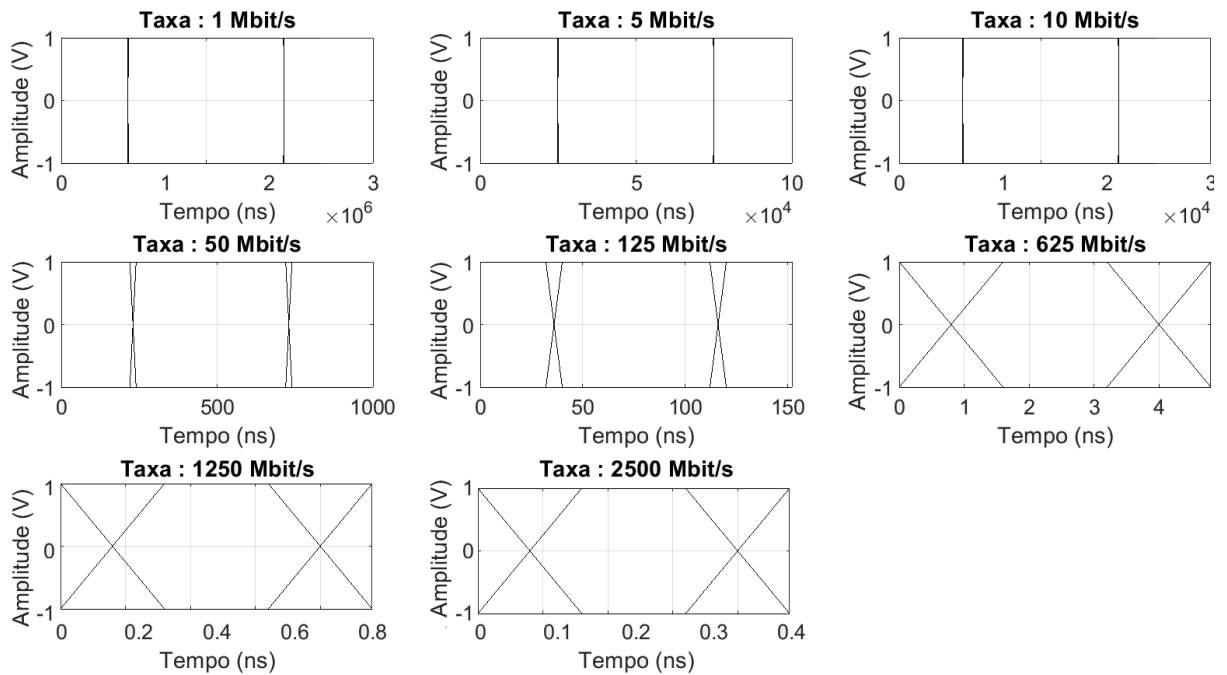 Taxa : 1 Mbit/s
Amplitude (V)
1
0
-1
0 1 2 3
Tempo (ns)
×10^6
Taxa : 5 Mbit/s
Amplitude (V)
1
0
-1
0 5 10
Tempo (ns)
×10^4
Taxa : 10 Mbit/s
Amplitude (V)
1
0
-1
0 1 2 3
Tempo (ns)
×10^4
Taxa : 50 Mbit/s
Amplitude (V)
1
0
-1
0 500 1000
Tempo (ns)
Taxa : 125 Mbit/s
Amplitude (V)
1
0
-1
0 50 100 150
Tempo (ns)
Taxa : 625 Mbit/s
Amplitude (V)
1
0
-1
0 1 2 3 4
Tempo (ns)
Taxa : 1250 Mbit/s
Amplitude (V)
1
0
-1
0 0.2 0.4 0.6 0.8
Tempo (ns)
Taxa : 2500 Mbit/s
Amplitude (V)
1
0
-1
0 0.1 0.2 0.3 0.4
Tempo (ns)